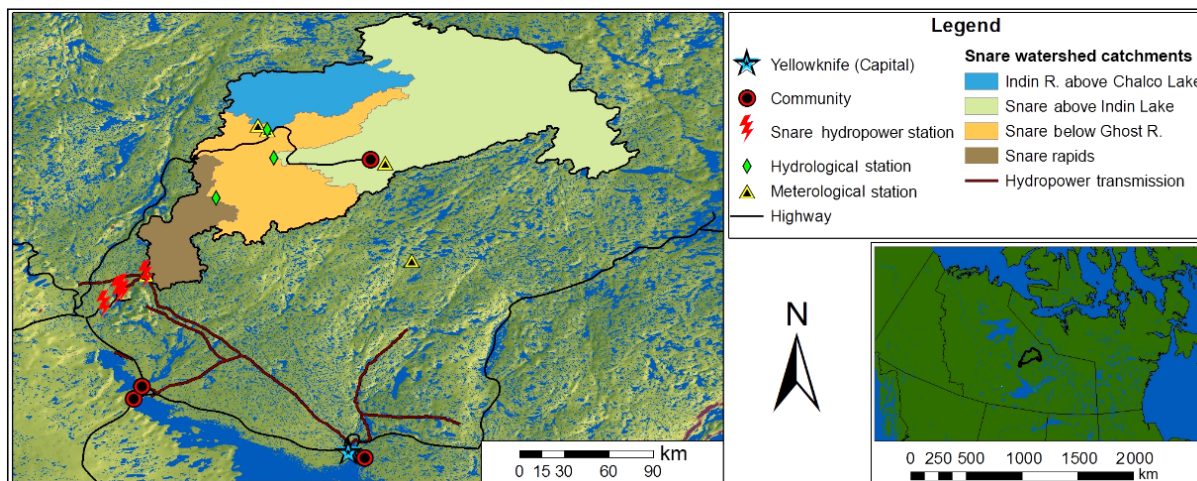 Legend
Yellowknife (Capital)
Community
Snare hydropower station
Hydrological station
Meterological station
Highway
Snare watershed catchments
Indin R. above Chalco Lake
Snare above Indin Lake
Snare below Ghost R.
Snare rapids
Hydropower transmission
N
km
0 15 30 60 90
0 250 500 1000 1500 2000
km